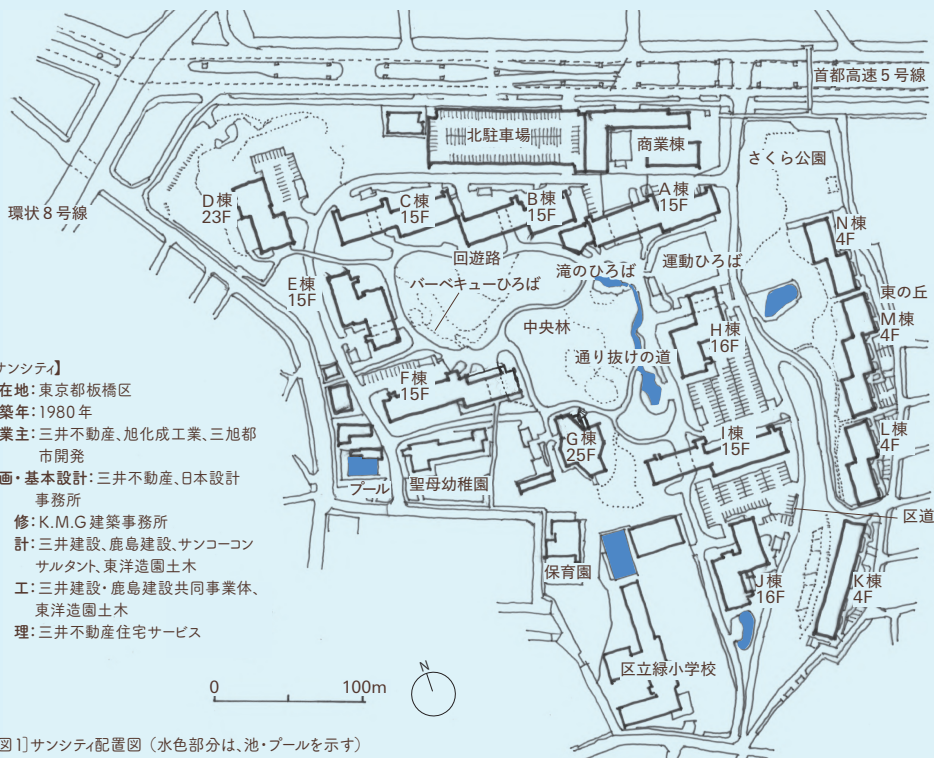 首都高速5号線
北駐車場
商業棟
さくら公園
環状8号線
D棟
23F
C棟
15F
B棟
15F
A棟
15F
N棟
4F
回遊路
滝のひろば
運動ひろば
バーベキューひろば
E棟
15F
東の丘
M棟
4F
中央林
H棟
16F
通り抜けの道
F棟
15F
G棟
25F
I棟
15F
L棟
4F
プール
聖母幼稚園
区道
保育園
J棟
16F
K棟
4F
区立緑小学校
サンシティ】
在地：東京都板橋区
築年：1980年
業主：三井不動産、旭化成工業、三旭都
市開発
画・基本設計：三井不動産、日本設計
事務所
修：K.M.G建築事務所
計：三井建設、鹿島建設、サンコーコン
サルタント、東洋造園土木
工：三井建設・鹿島建設共同事業体、
東洋造園土木
理：三井不動産住宅サービス
0 100m
N
図1]サンシティ配置図（水色部分は、池・プールを示す）